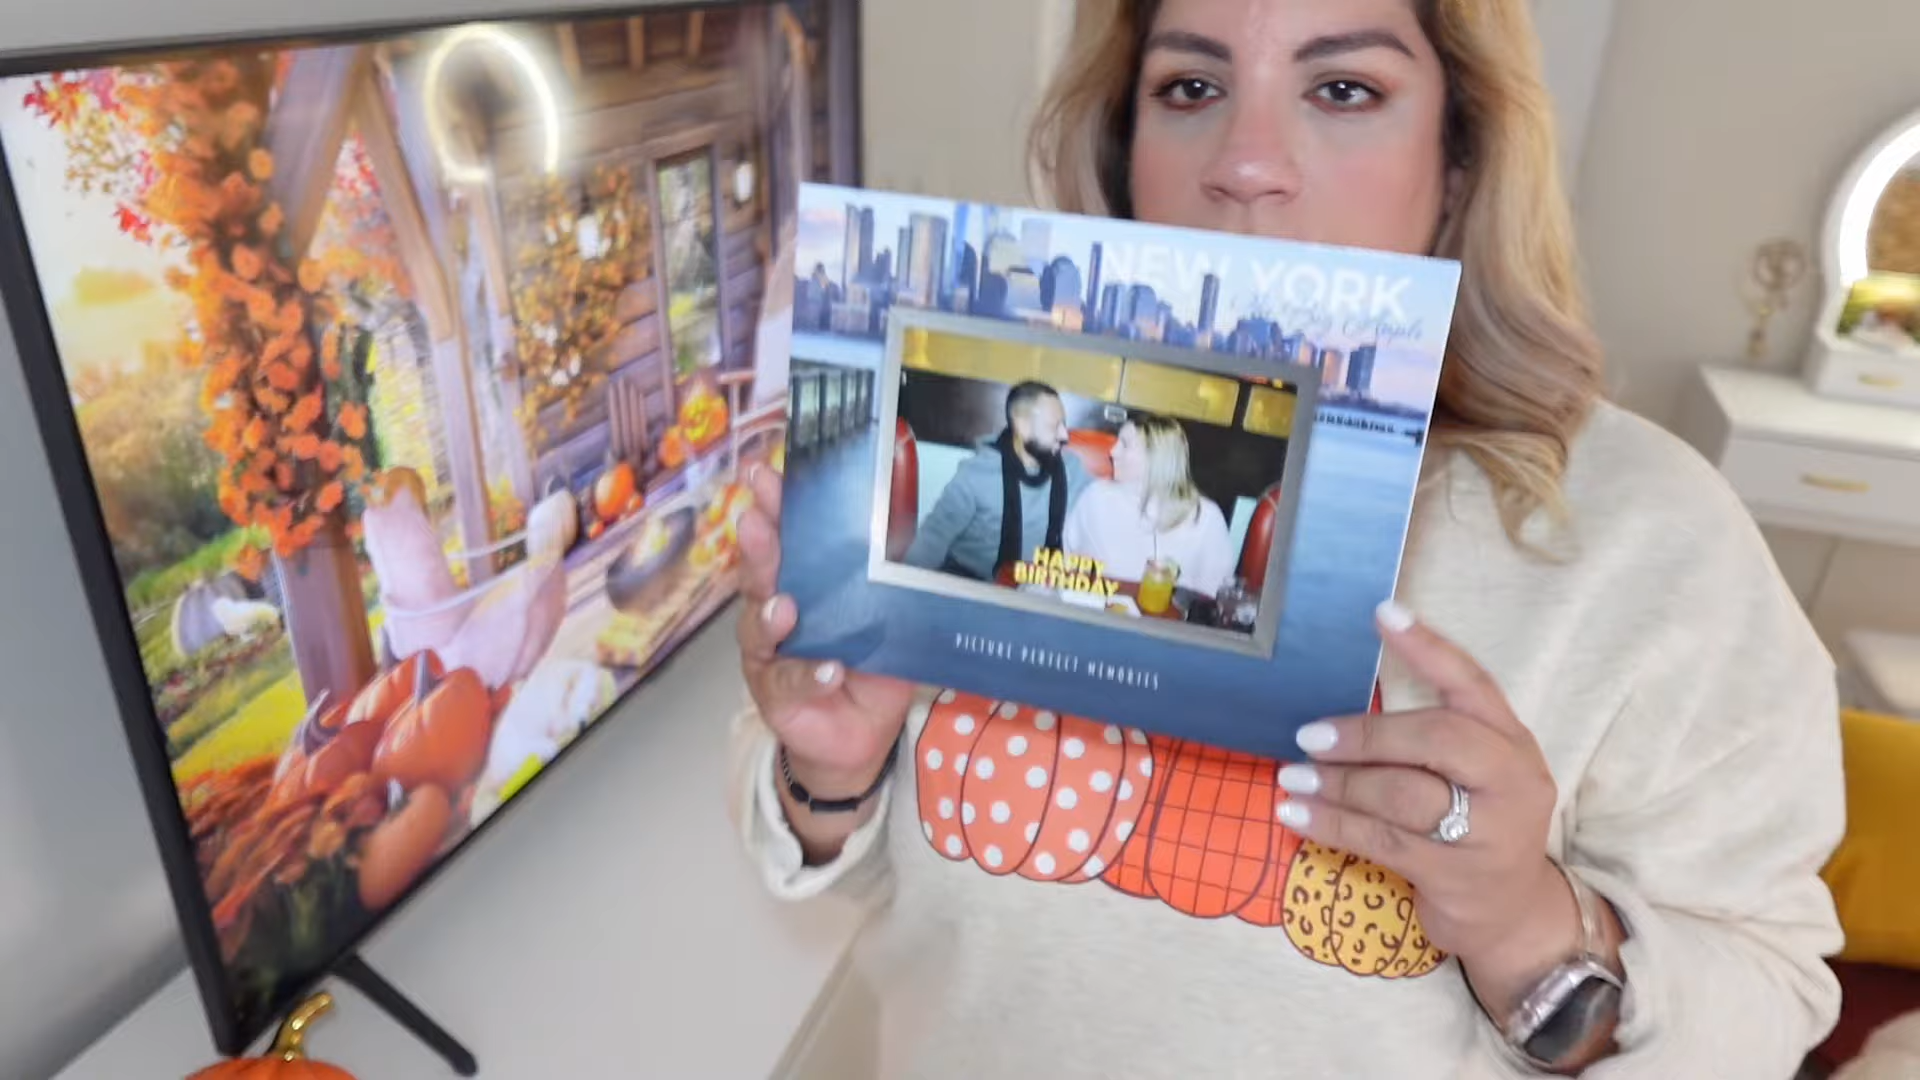 NEW YORK
The Big Apple
HAPPY
BIRTHDAY
PICTURE PERFECT MEMORIES